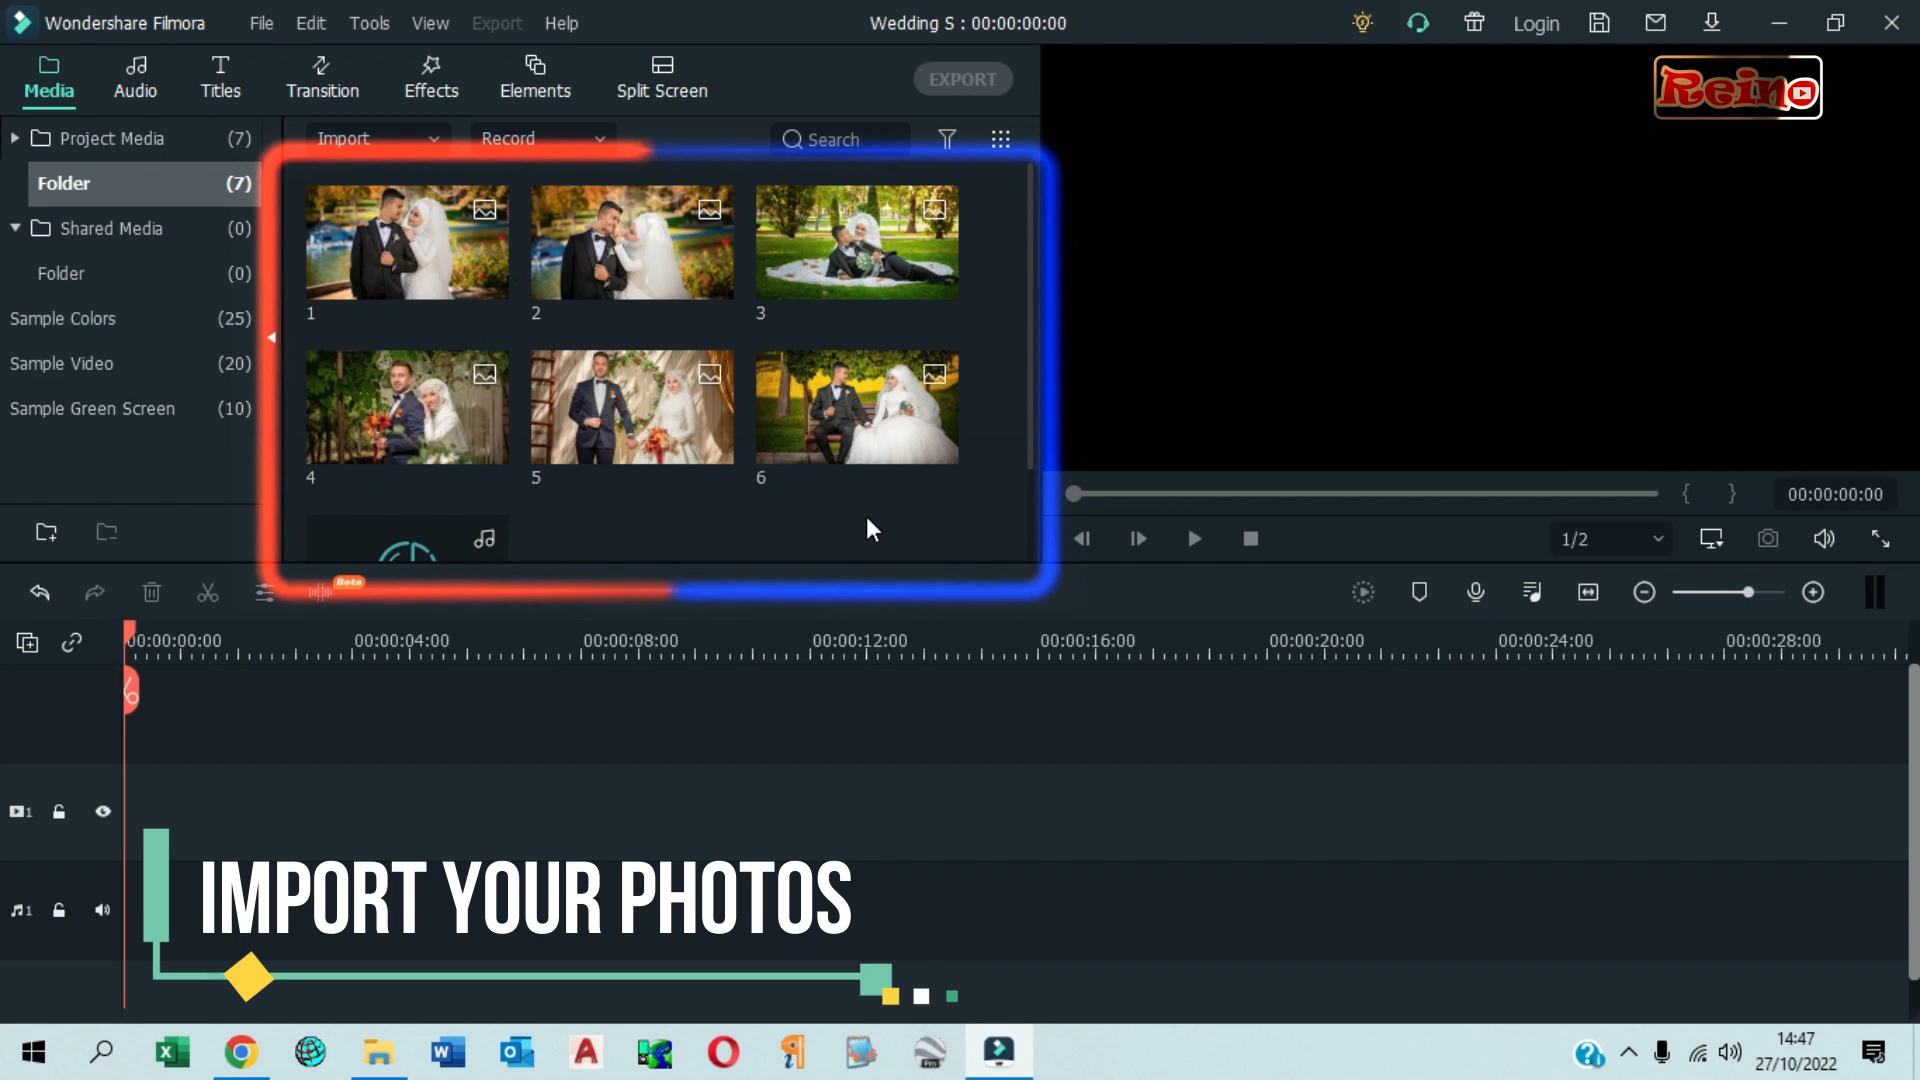 Wondershare Filmora
File
Edit
Tools
View
Export
Help
Wedding S : 00:00:00:00
Login
Media
Audio
Titles
Transition
Effects
Elements
Split Screen
EXPORT
Reino
Project Media (7)
Import
Record
Search
Folder (7)
Shared Media (0)
Folder (0)
Sample Colors (25)
Sample Video (20)
Sample Green Screen (10)
1
2
3
4
5
6
00:00:00:00
1/2
Beta
00:00:00:00
00:00:04:00
00:00:08:00
00:00:12:00
00:00:16:00
00:00:20:00
00:00:24:00
00:00:28:00
1
1
IMPORT YOUR PHOTOS
14:47
27/10/2022